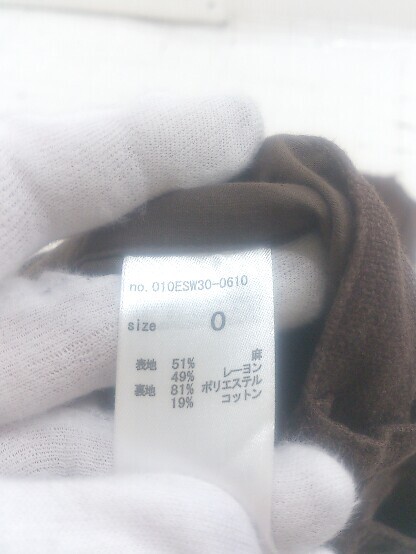 no. 010ESW30-0610
size 0
表地 51% 麻
49% レーヨン
裏地 81% ポリエステル
19% コットン